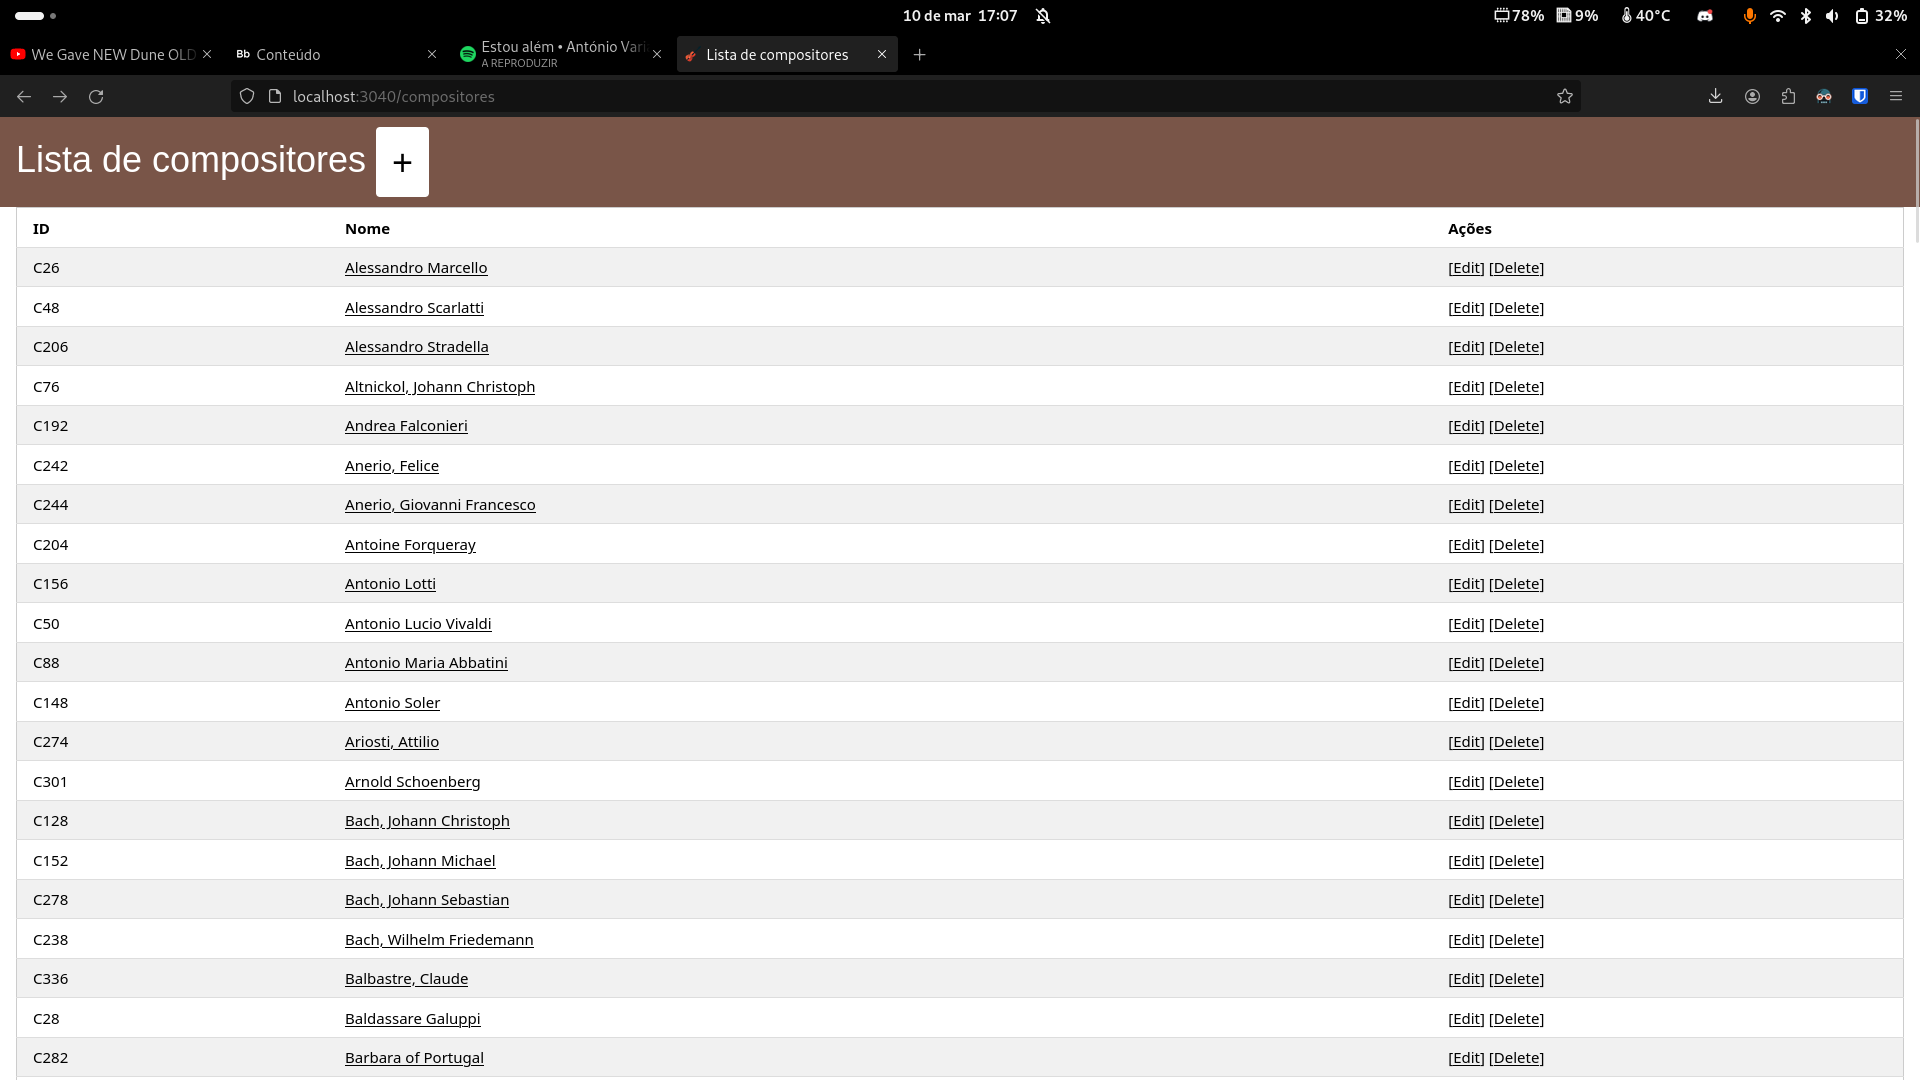 10 de mar 17:07 78% 9% 40°C 32%
We Gave NEW Dune OLD Bb Conteúdo Estou além • António Vari Lista de compositores
A REPRODUZIR
localhost:3040/compositores
Lista de compositores +
ID Nome Ações
C26 Alessandro Marcello [Edit] [Delete]
C48 Alessandro Scarlatti [Edit] [Delete]
C206 Alessandro Stradella [Edit] [Delete]
C76 Altnickol, Johann Christoph [Edit] [Delete]
C192 Andrea Falconieri [Edit] [Delete]
C242 Anerio, Felice [Edit] [Delete]
C244 Anerio, Giovanni Francesco [Edit] [Delete]
C204 Antoine Forqueray [Edit] [Delete]
C156 Antonio Lotti [Edit] [Delete]
C50 Antonio Lucio Vivaldi [Edit] [Delete]
C88 Antonio Maria Abbatini [Edit] [Delete]
C148 Antonio Soler [Edit] [Delete]
C274 Ariosti, Attilio [Edit] [Delete]
C301 Arnold Schoenberg [Edit] [Delete]
C128 Bach, Johann Christoph [Edit] [Delete]
C152 Bach, Johann Michael [Edit] [Delete]
C278 Bach, Johann Sebastian [Edit] [Delete]
C238 Bach, Wilhelm Friedemann [Edit] [Delete]
C336 Balbastre, Claude [Edit] [Delete]
C28 Baldassare Galuppi [Edit] [Delete]
C282 Barbara of Portugal [Edit] [Delete]